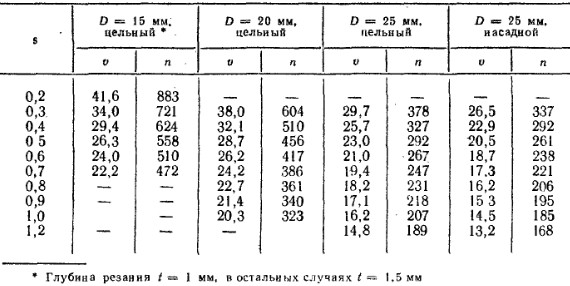 s D = 15 мм, цельный * D = 20 мм, цельный D = 25 мм, цельный D = 25 мм, насадной
v n v n v n v n
0,2 41,6 883 — — — — — —
0,3 34,0 721 38,0 604 29,7 378 26,5 337
0,4 29,4 624 32,1 510 25,7 327 22,9 292
0 5 26,3 558 28,7 456 23,0 292 20,5 261
0,6 24,0 510 26,2 417 21,0 267 18,7 238
0,7 22,2 472 24,2 386 19,4 247 17,3 221
0,8 — — 22,7 361 18,2 231 16,2 206
0,9 — — 21,4 340 17,1 218 15 3 195
1,0 — — 20,3 323 16,2 207 14,5 185
1,2 — — — 14,8 189 13,2 168
* Глубина резания t = 1 мм, в остальных случаях t = 1,5 мм